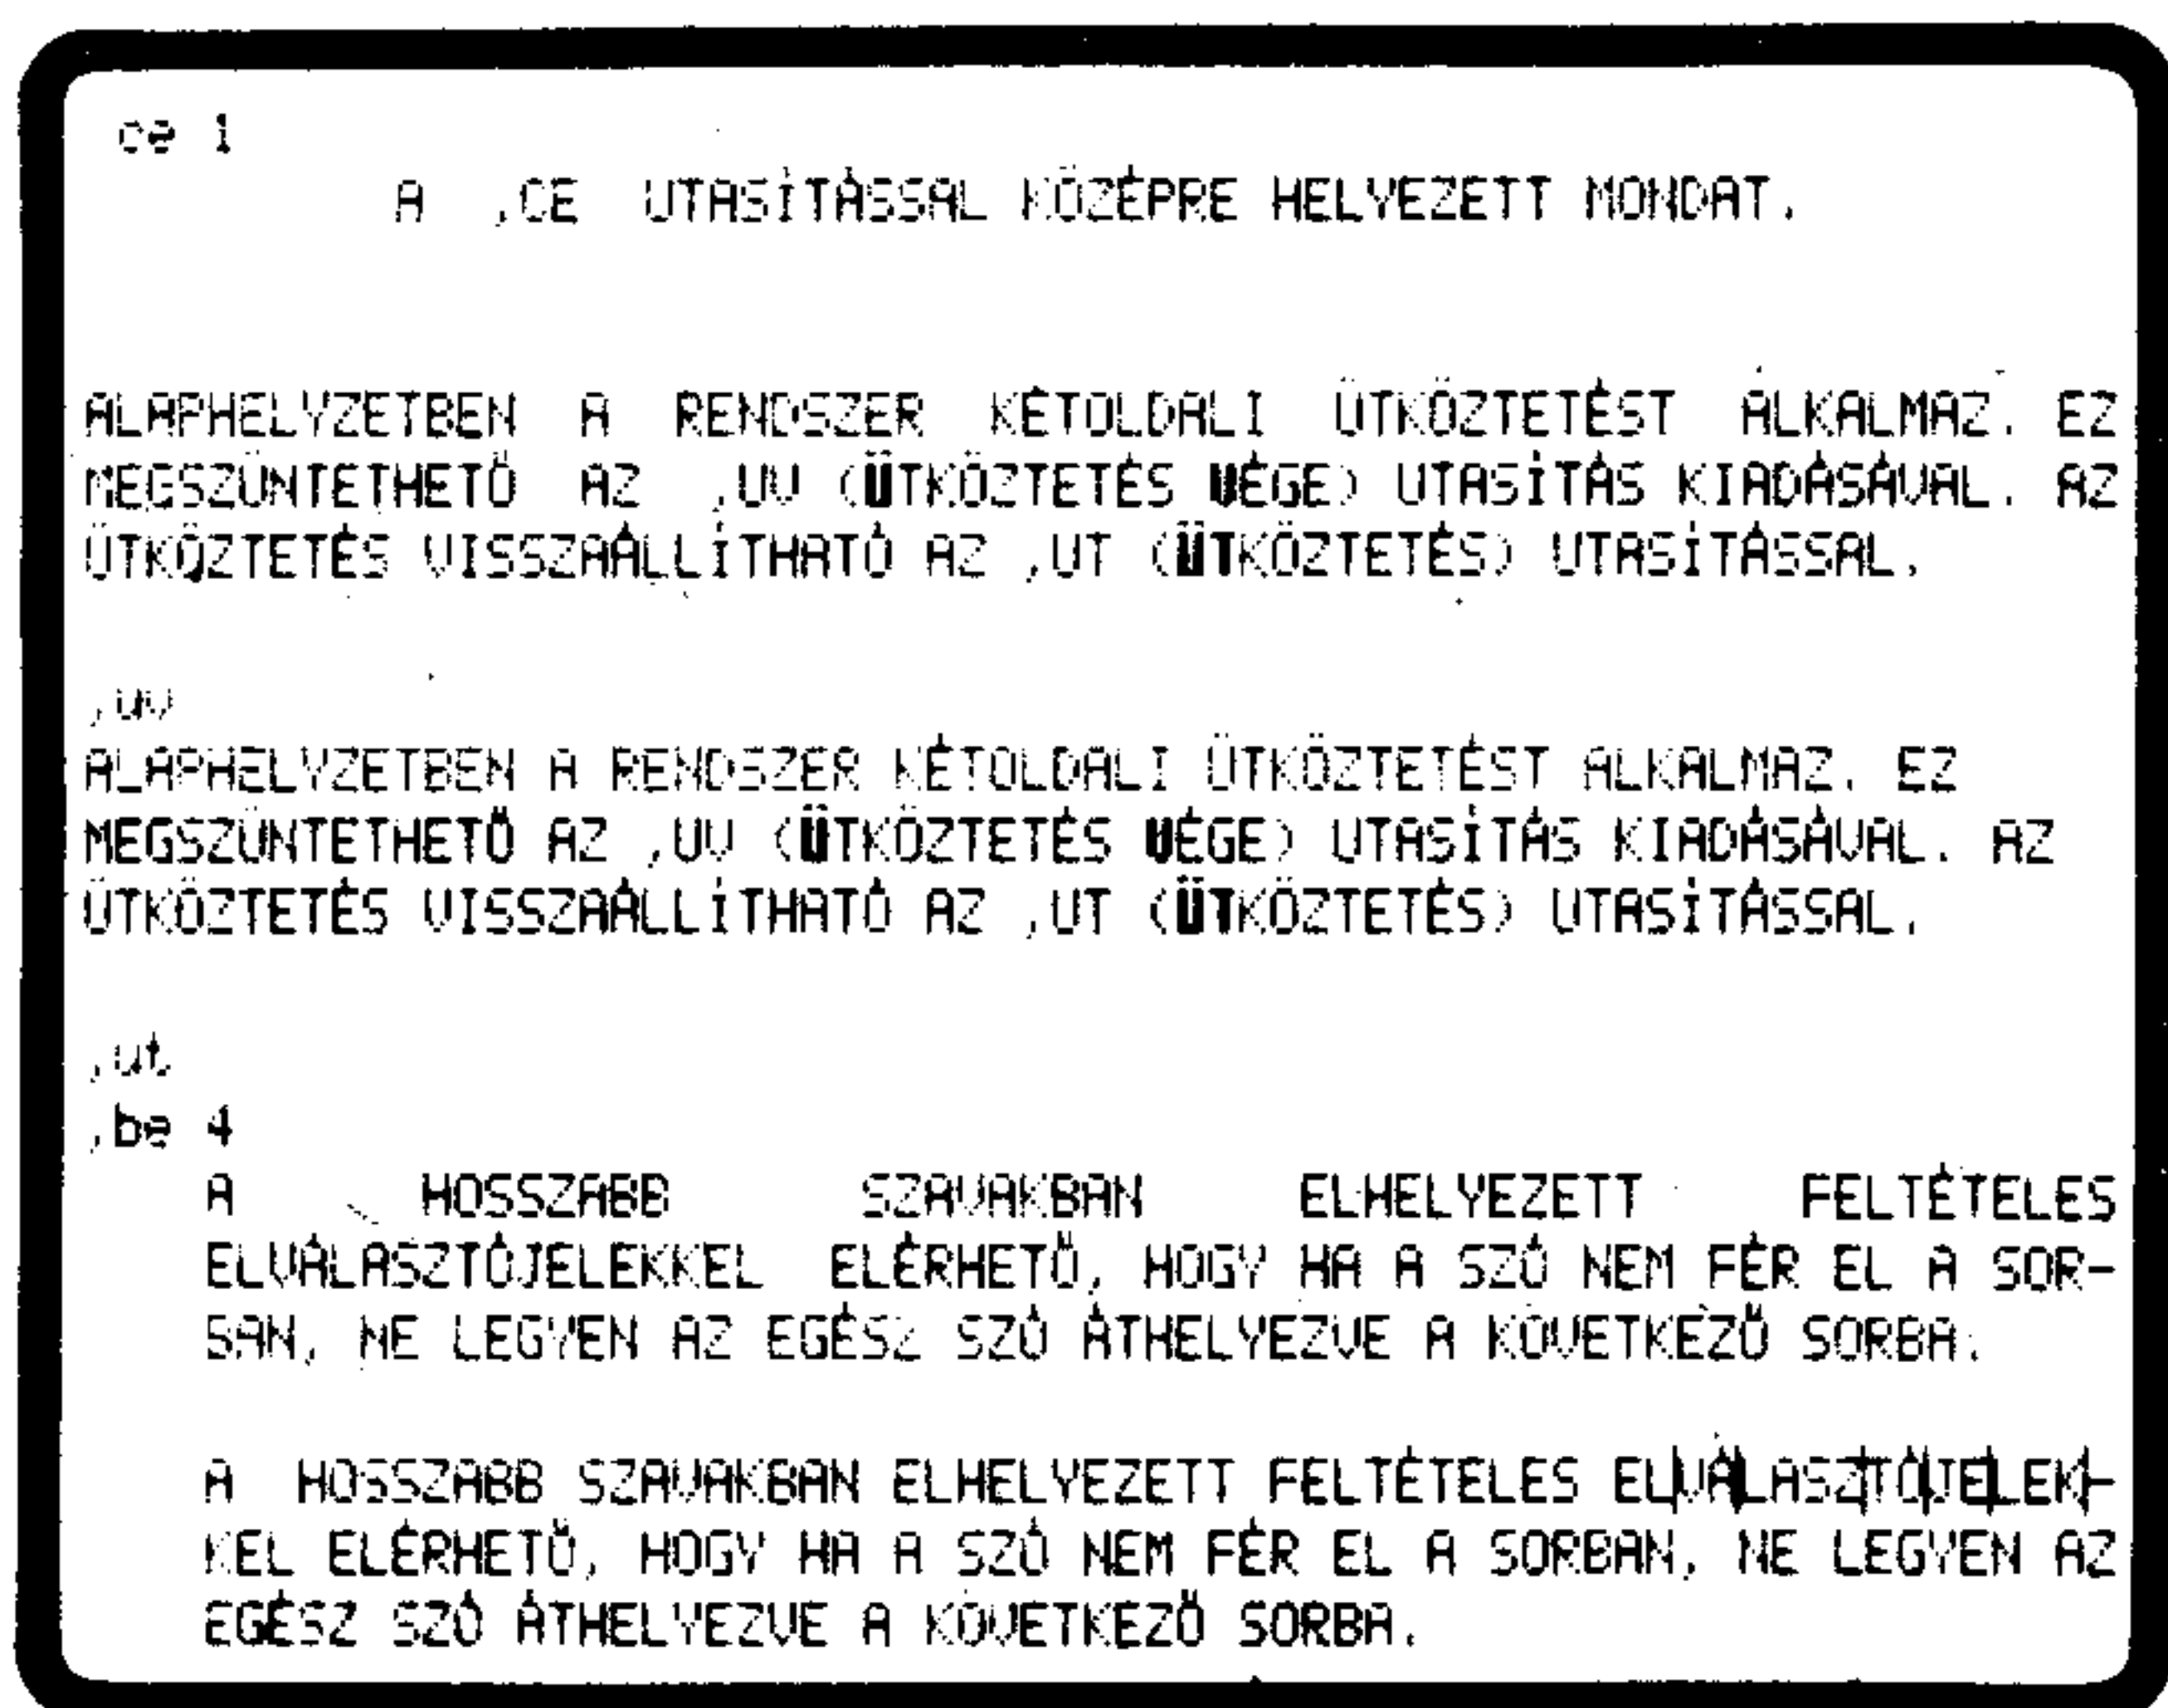 ce 1
A ,CE UTASÍTÁSSAL KÖZÉPRE HELYEZETT MONDAT.
ALAPHELYZETBEN A RENDSZER KÉTOLDALI ÜTKÖZTETÉST ALKALMAZ. EZ
MEGSZÜNTETHETŐ AZ ,UV (ÜTKÖZTETÉS VÉGE) UTASÍTÁS KIADÁSÁVAL. AZ
ÜTKÖZTETÉS VISSZAÁLLÍTHATÓ AZ ,UT (ÜTKÖZTETÉS) UTASÍTÁSSAL.
,uv
ALAPHELYZETBEN A RENDSZER KÉTOLDALI ÜTKÖZTETÉST ALKALMAZ. EZ
MEGSZÜNTETHETŐ AZ ,UV (ÜTKÖZTETÉS VÉGE) UTASÍTÁS KIADÁSÁVAL. AZ
ÜTKÖZTETÉS VISSZAÁLLÍTHATÓ AZ ,UT (ÜTKÖZTETÉS) UTASÍTÁSSAL.
,ut
,be 4
A HOSSZABB SZAVAKBAN ELHELYEZETT FELTÉTELES
ELVÁLASZTÓJELEKKEL ELÉRHETŐ, HOGY HA A SZÓ NEM FÉR EL A SOR-
BAN, NE LEGYEN AZ EGÉSZ SZÓ ÁTHELYEZVE A KÖVETKEZŐ SORBA.
A HOSSZABB SZAVAKBAN ELHELYEZETT FELTÉTELES ELVÁLASZTÓJELEK-
KEL ELÉRHETŐ, HOGY HA A SZÓ NEM FÉR EL A SORBAN, NE LEGYEN AZ
EGÉSZ SZÓ ÁTHELYEZVE A KÖVETKEZŐ SORBA.